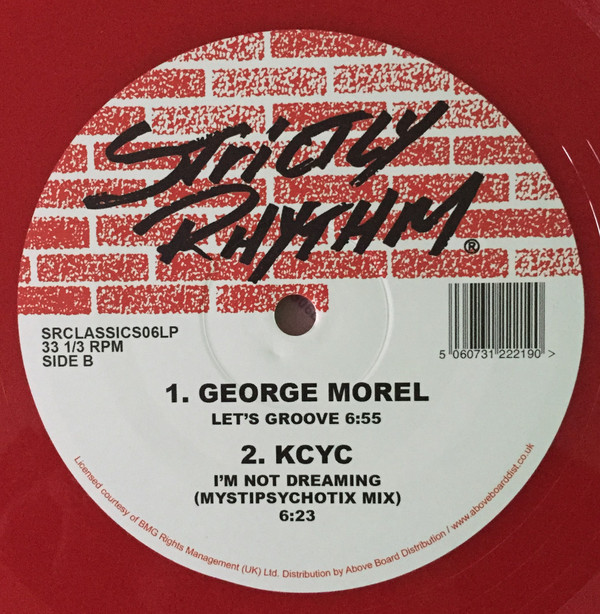 STRICTLY
RHYTHM®
SRCLASSICS06LP
33 1/3 RPM
SIDE B
5 060731 222190 >
1. GEORGE MOREL
LET'S GROOVE 6:55
2. KCYC
I'M NOT DREAMING
(MYSTIPSYCHOTIX MIX)
6:23
Licensed courtesy of BMG Rights Management (UK) Ltd. Distribution by Above Board Distribution / www.aboveboarddist.co.uk